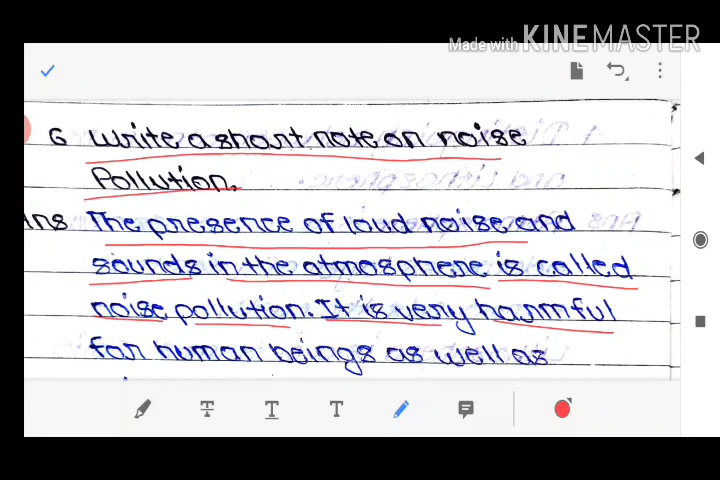 Made with KINEMASTER
6 Write a short note on noise
Pollution.
Ans The presence of loud noise and
sounds in the atmosphere is called
noise pollution. It is very harmful
for human beings as well as